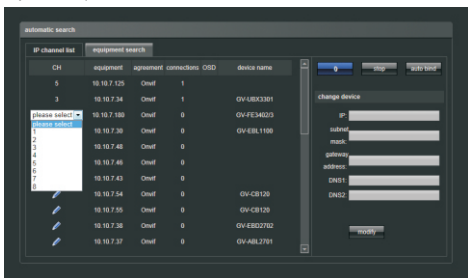 automatic search
IP channel list equipment search
CH equipment agreement connections OSD device name
5 10.10.7.125 Onvif 1
3 10.10.7.34 Onvif 1 GV-UBX3301
please select 10.10.7.180 Onvif 0 GV-FE3402/3
please select
1 10.10.7.30 Onvif 0 GV-EBL1100
2
3 10.10.7.48 Onvif 0
4
5 10.10.7.46 Onvif 0
6
7 10.10.7.43 Onvif 0
8
10.10.7.54 Onvif 0 GV-CB120
10.10.7.55 Onvif 0 GV-CB120
10.10.7.38 Onvif 0 GV-EBD2702
10.10.7.37 Onvif 0 GV-ABL2701
stop auto bind
change device
IP:
subnet
mask:
gateway
address:
DNS1:
DNS2:
modify